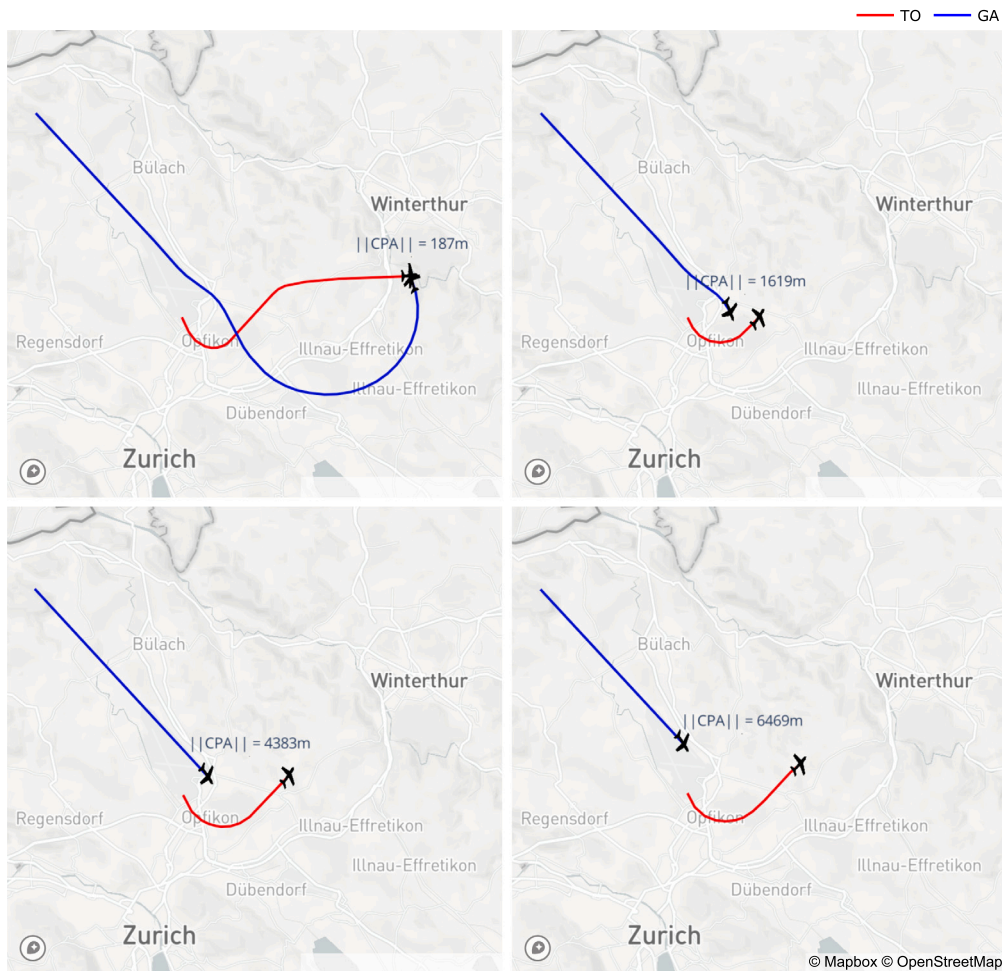 TO GA
Bülach
Winterthur
||CPA|| = 187m
Regensdorf
Opfikon
Illnau-Effretikon
Illnau-Effretikon
Dübendorf
Zurich
Bülach
Winterthur
||CPA|| = 1619m
Regensdorf
Opfikon
Illnau-Effretikon
Illnau-Effretikon
Dübendorf
Zurich
Bülach
Winterthur
||CPA|| = 4383m
Regensdorf
Opfikon
Illnau-Effretikon
Illnau-Effretikon
Dübendorf
Zurich
Bülach
Winterthur
||CPA|| = 6469m
Regensdorf
Opfikon
Illnau-Effretikon
Illnau-Effretikon
Dübendorf
Zurich
© Mapbox © OpenStreetMap